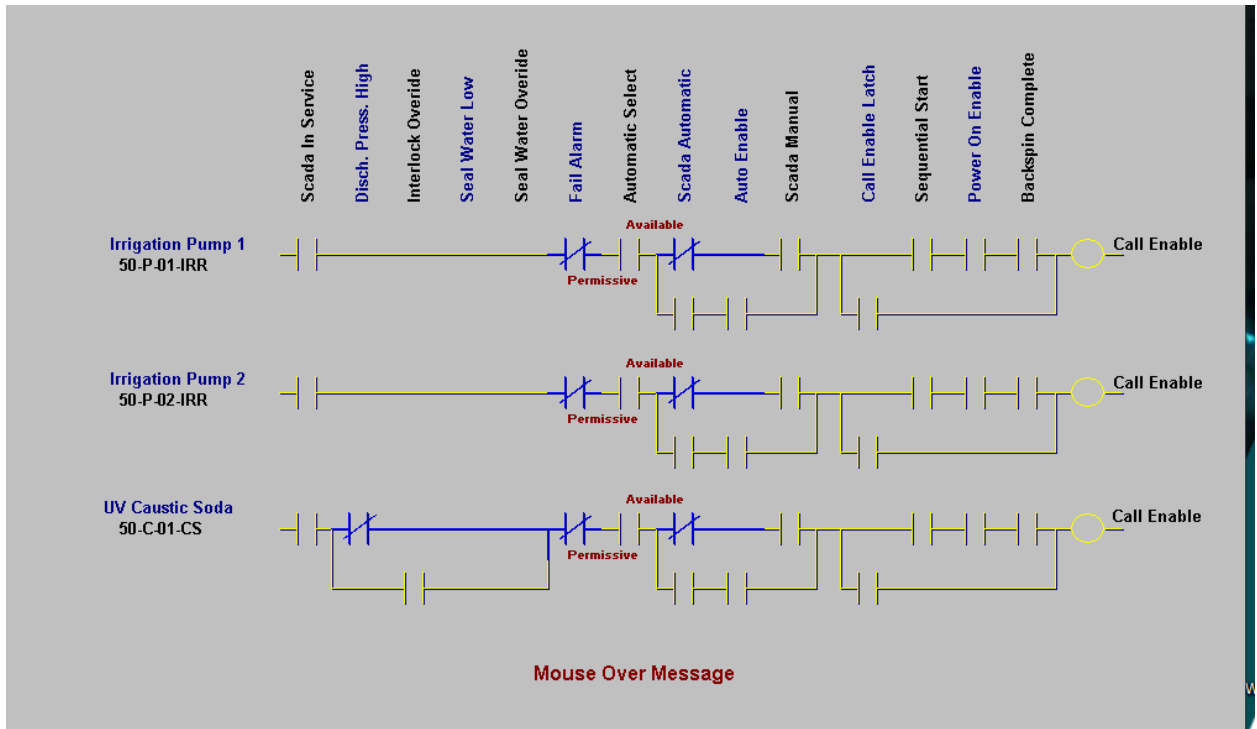 Scada In Service
Disch. Press. High
Interlock Overide
Seal Water Low
Seal Water Overide
Fail Alarm
Automatic Select
Scada Automatic
Auto Enable
Scada Manual
Call Enable Latch
Sequential Start
Power On Enable
Backspin Complete
Available
Irrigation Pump 1
50-P-01-IRR
Call Enable
Permissive
Available
Irrigation Pump 2
50-P-02-IRR
Call Enable
Permissive
Available
UV Caustic Soda
50-C-01-CS
Call Enable
Permissive
Mouse Over Message
W